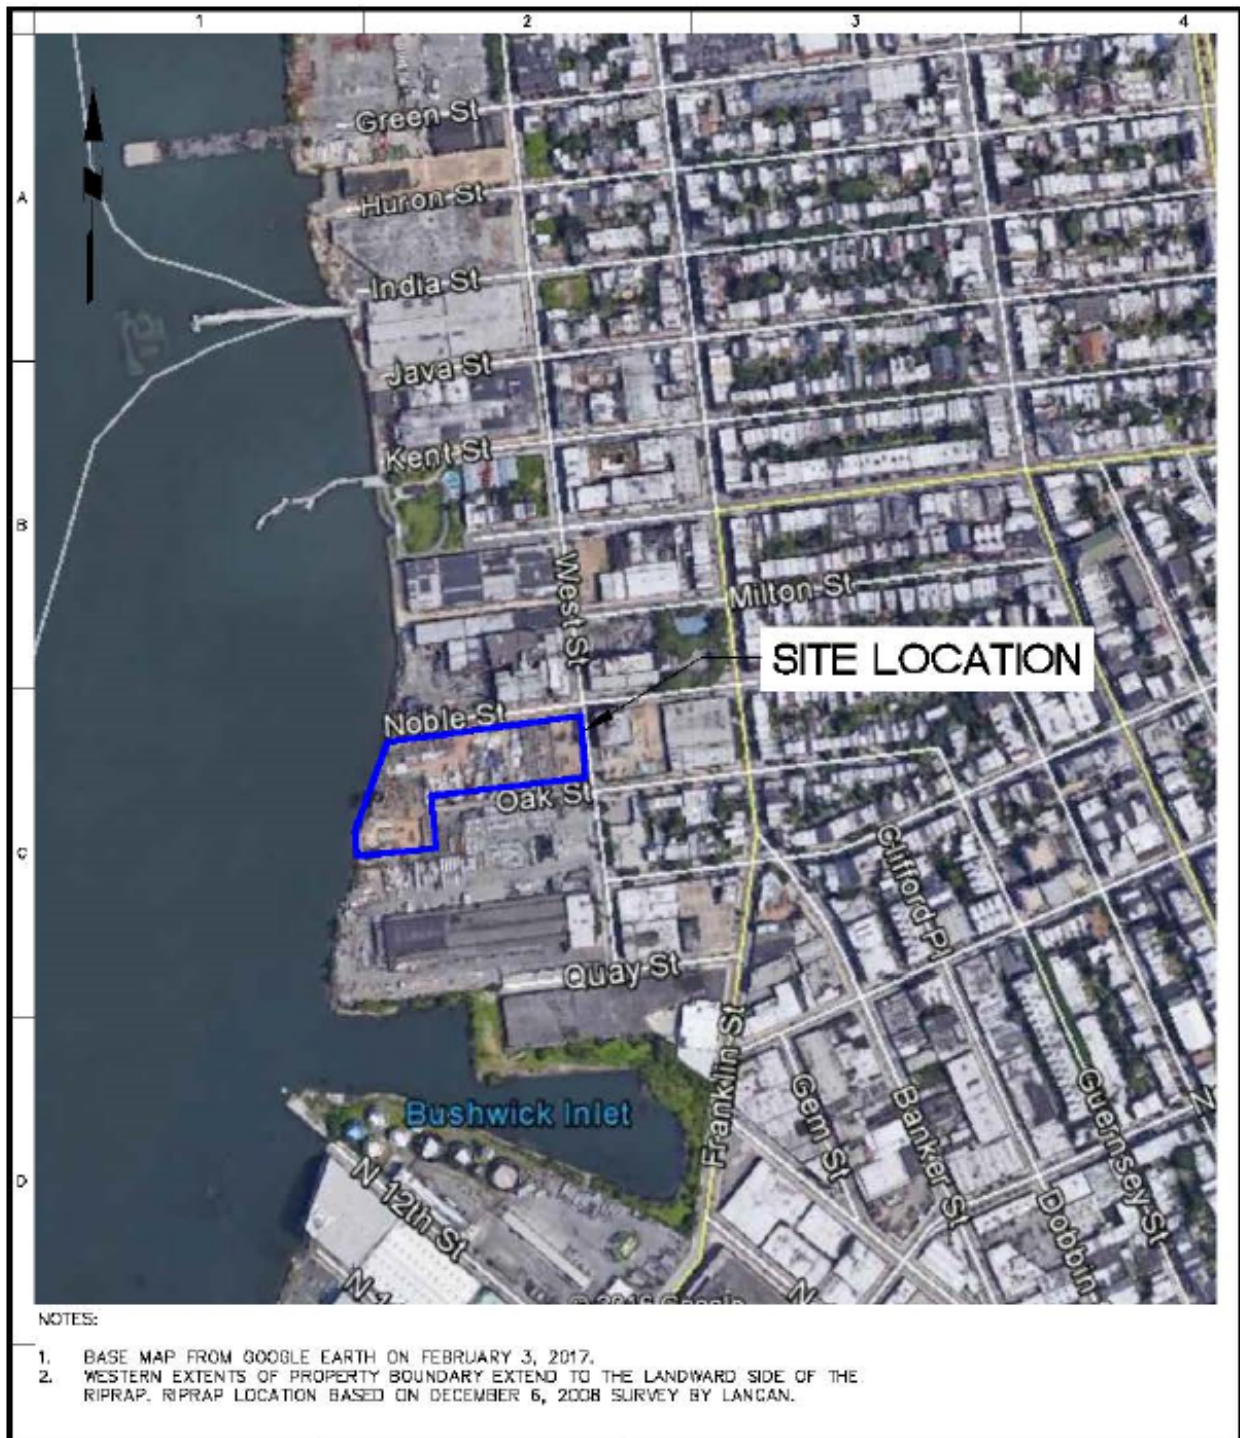 1 2 3 4
A
B
C
D
Green St
Huron St
India St
Java St
Kent St
West St
Milton St
SITE LOCATION
Noble St
Oak St
Clifford Pl
Quay St
Franklin St
Bushwick Inlet
Gem St
Banker St
Guernsey St
Dobbin
N 12th St
N 1
N
N
© 2016 Google
NOTES:
1. BASE MAP FROM GOOGLE EARTH ON FEBRUARY 3, 2017.
2. WESTERN EXTENTS OF PROPERTY BOUNDARY EXTEND TO THE LANDWARD SIDE OF THE
RIPRAP. RIPRAP LOCATION BASED ON DECEMBER 6, 2008 SURVEY BY LANGAN.